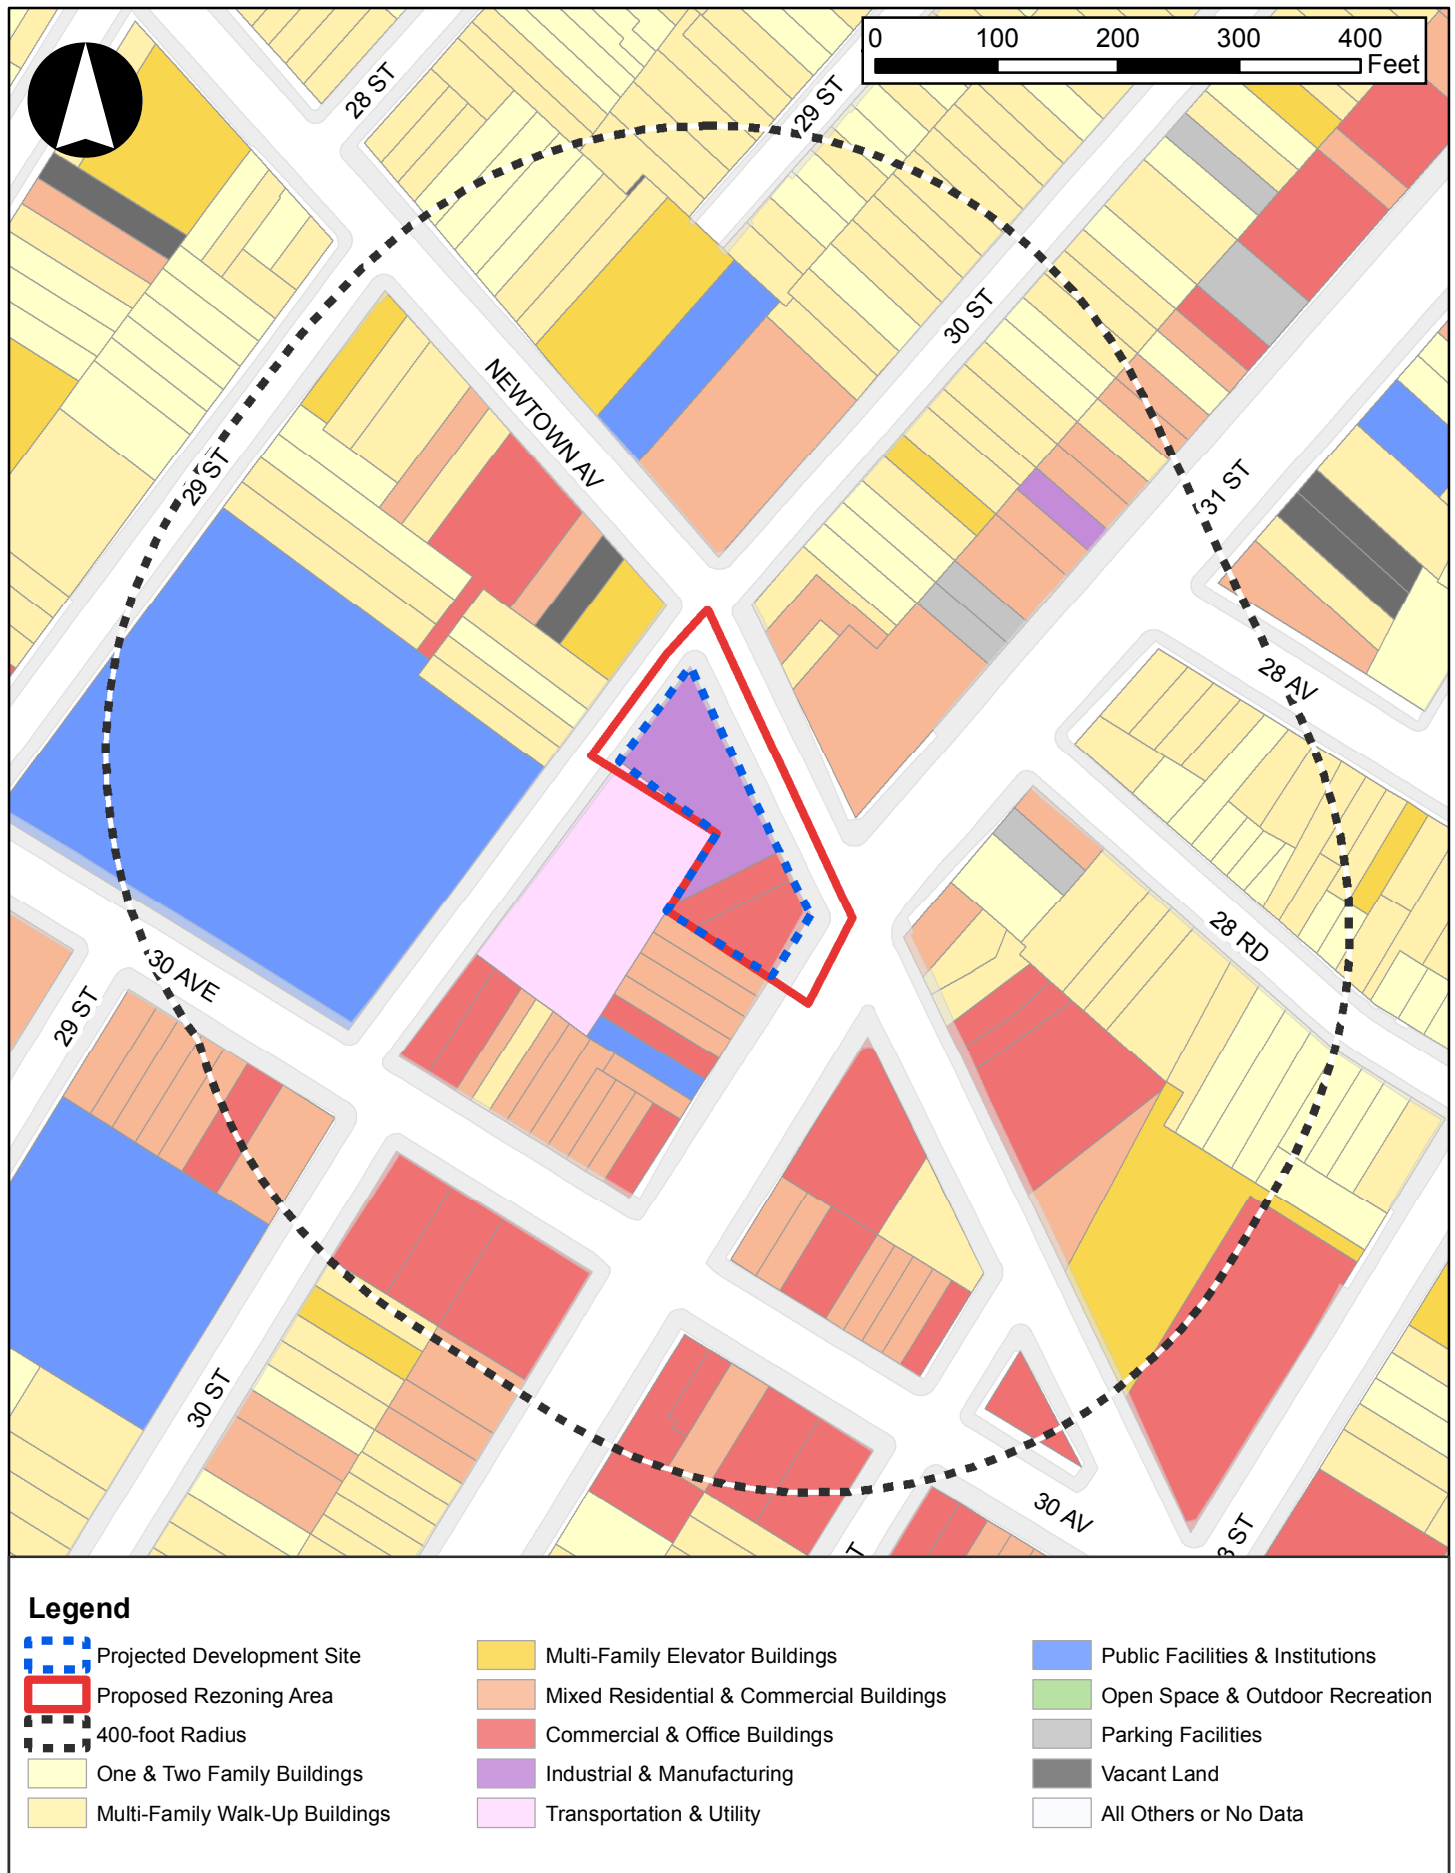 0 100 200 300 400
Feet
28 ST
29 ST
30 ST
NEWTOWN AV
29 ST
31 ST
28 AV
28 RD
30 AVE
29 ST
30 ST
30 AV
3 ST
T
Legend
Projected Development Site
Proposed Rezoning Area
400-foot Radius
One & Two Family Buildings
Multi-Family Walk-Up Buildings
Multi-Family Elevator Buildings
Mixed Residential & Commercial Buildings
Commercial & Office Buildings
Industrial & Manufacturing
Transportation & Utility
Public Facilities & Institutions
Open Space & Outdoor Recreation
Parking Facilities
Vacant Land
All Others or No Data